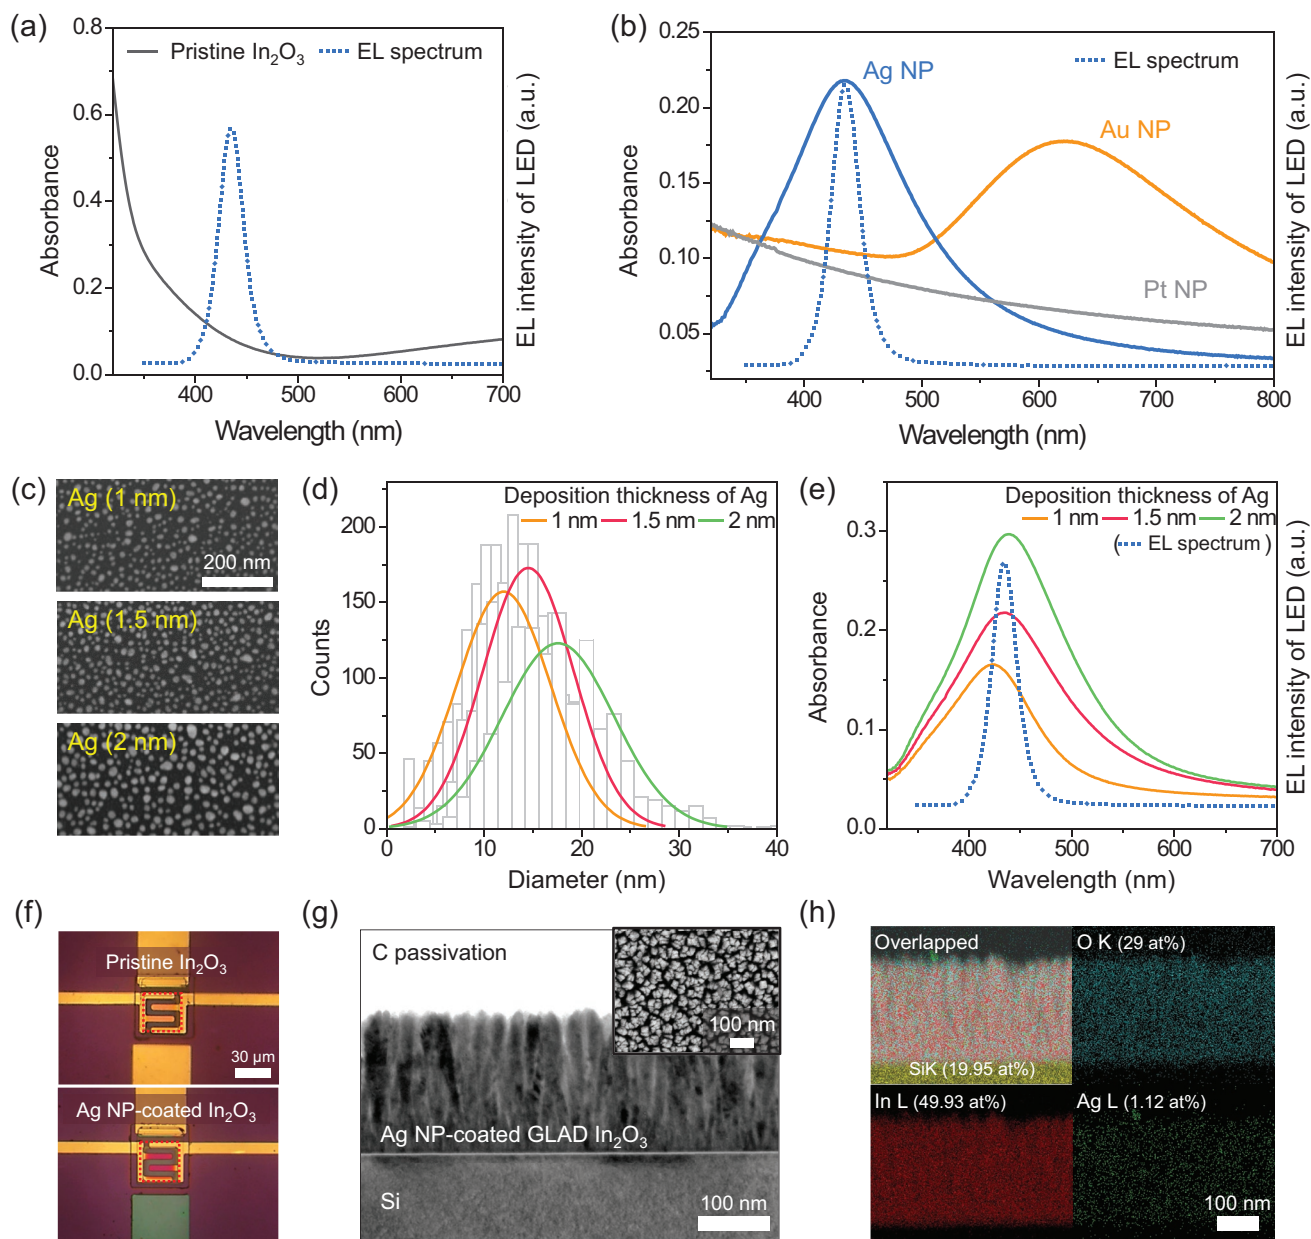 (a)
0.8
0.6
0.4
0.2
0.0
Absorbance
Pristine In₂O₃
EL spectrum
400 500 600 700
Wavelength (nm)
EL intensity of LED (a.u.)
(b)
0.25
0.20
0.15
0.10
0.05
Absorbance
Ag NP
EL spectrum
Au NP
Pt NP
400 500 600 700 800
Wavelength (nm)
EL intensity of LED (a.u.)
(c)
Ag (1 nm)
200 nm
Ag (1.5 nm)
Ag (2 nm)
(d)
Deposition thickness of Ag
1 nm 1.5 nm 2 nm
200
150
100
50
0
Counts
0 10 20 30 40
Diameter (nm)
(e)
Deposition thickness of Ag
1 nm 1.5 nm 2 nm
( EL spectrum )
0.3
0.2
0.1
0.0
Absorbance
400 500 600 700
Wavelength (nm)
EL intensity of LED (a.u.)
(f)
Pristine In₂O₃
30 μm
Ag NP-coated In₂O₃
(g)
C passivation
100 nm
Ag NP-coated GLAD In₂O₃
Si
100 nm
(h)
Overlapped
SiK (19.95 at%)
O K (29 at%)
In L (49.93 at%)
Ag L (1.12 at%)
100 nm